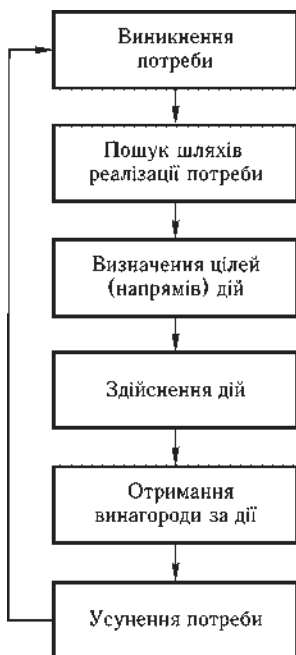 Виникнення
потреби
Пошук шляхів
реалізації потреби
Визначення цілей
(напрямів) дій
Здійснення дій
Отримання
винагороди за дії
Усунення потреби